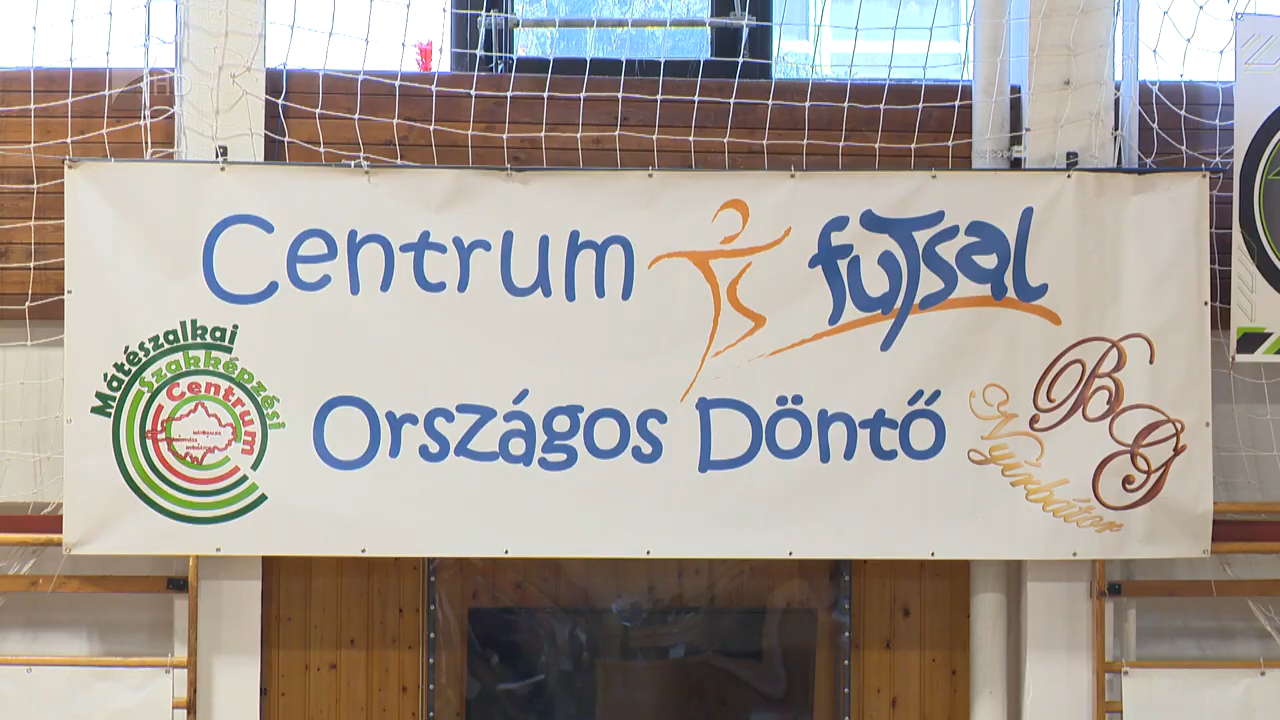 Centrum futsal
Mátészalkai
Szakképzési
Centrum
Országos Döntő
BG
Nyírbátor